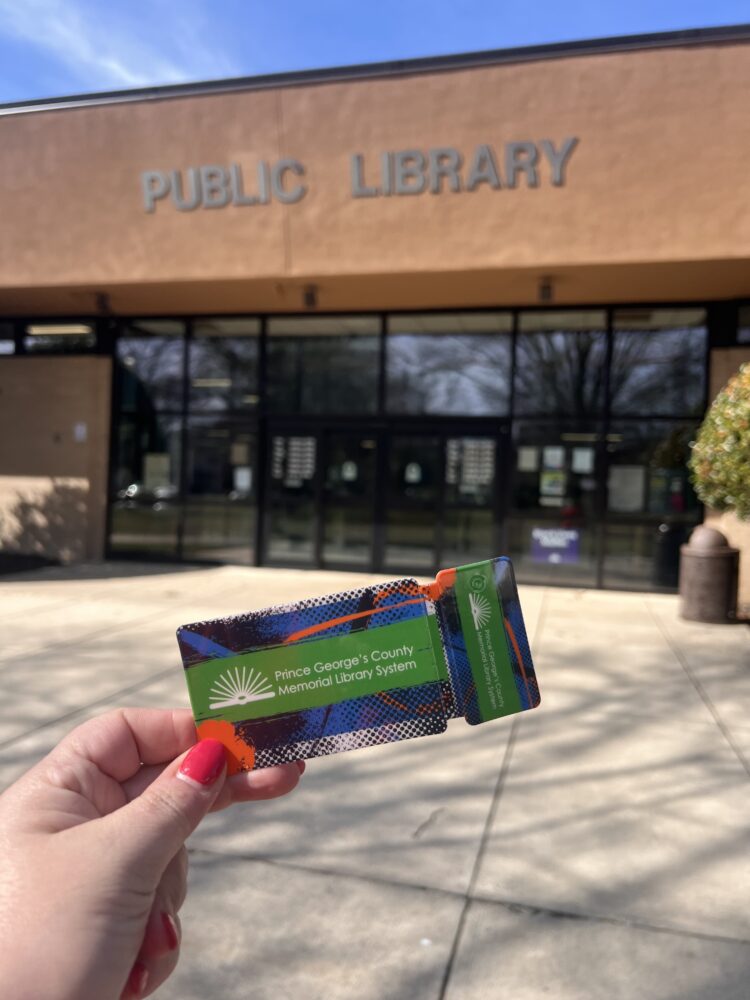 PUBLIC LIBRARY
Prince George's County
Memorial Library System
Prince George's County
Memorial Library System